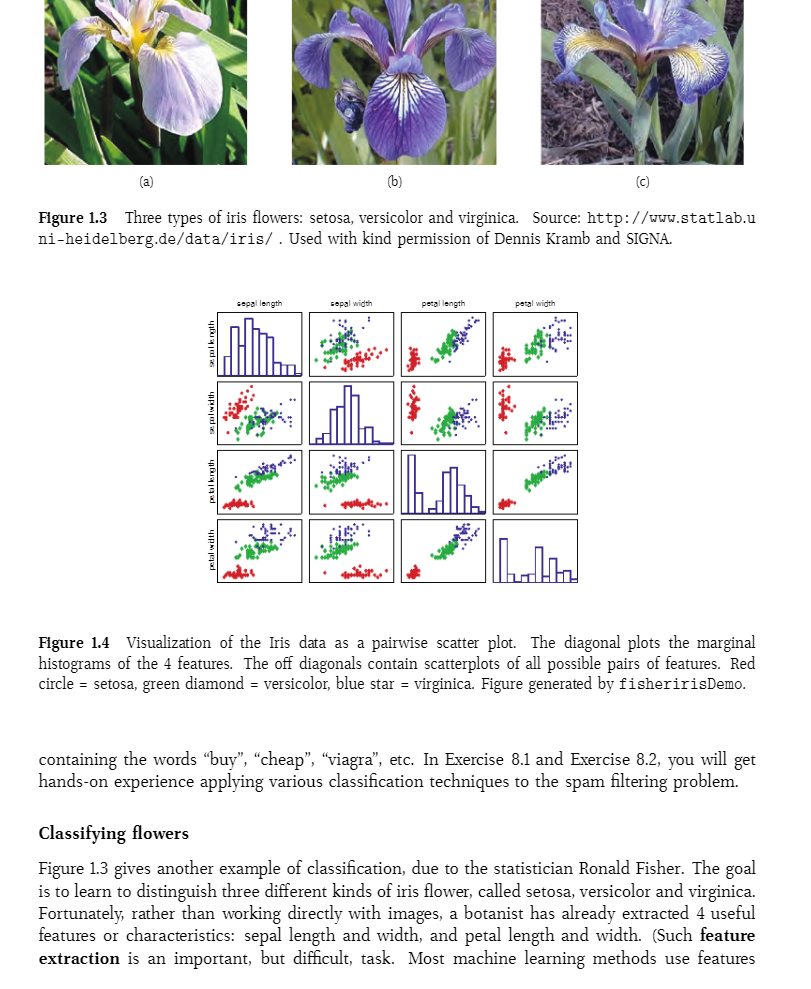 (a)
(b)
(c)
Figure 1.3 Three types of iris flowers: setosa, versicolor and virginica. Source: http://www.statlab.u
ni-heidelberg.de/data/iris/ . Used with kind permission of Dennis Kramb and SIGNA.
sepal length
sepal width
petal length
petal width
sepal length
sepal width
petal length
petal width
Figure 1.4 Visualization of the Iris data as a pairwise scatter plot. The diagonal plots the marginal
histograms of the 4 features. The off diagonals contain scatterplots of all possible pairs of features. Red
circle = setosa, green diamond = versicolor, blue star = virginica. Figure generated by fisheririsDemo.
containing the words “buy”, “cheap”, “viagra”, etc. In Exercise 8.1 and Exercise 8.2, you will get
hands-on experience applying various classification techniques to the spam filtering problem.
Classifying flowers
Figure 1.3 gives another example of classification, due to the statistician Ronald Fisher. The goal
is to learn to distinguish three different kinds of iris flower, called setosa, versicolor and virginica.
Fortunately, rather than working directly with images, a botanist has already extracted 4 useful
features or characteristics: sepal length and width, and petal length and width. (Such feature
extraction is an important, but difficult, task. Most machine learning methods use features